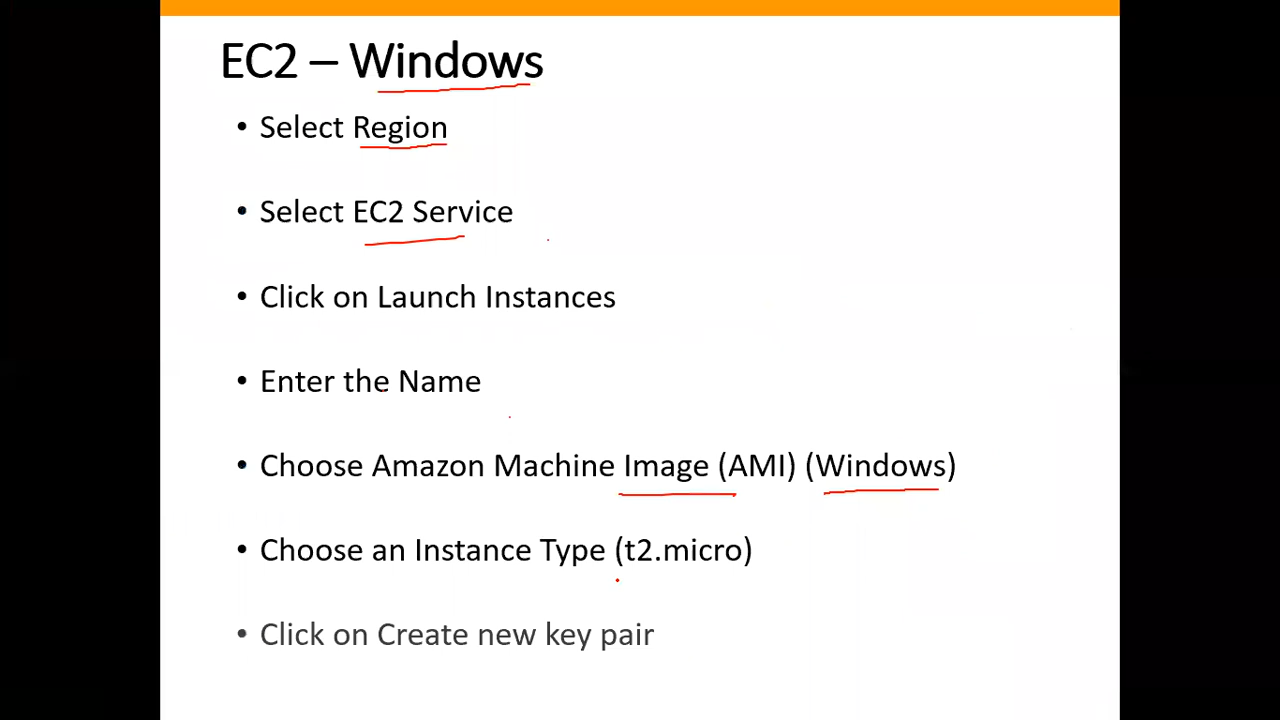 EC2 – Windows
• Select Region
• Select EC2 Service
• Click on Launch Instances
• Enter the Name
• Choose Amazon Machine Image (AMI) (Windows)
• Choose an Instance Type (t2.micro)
• Click on Create new key pair